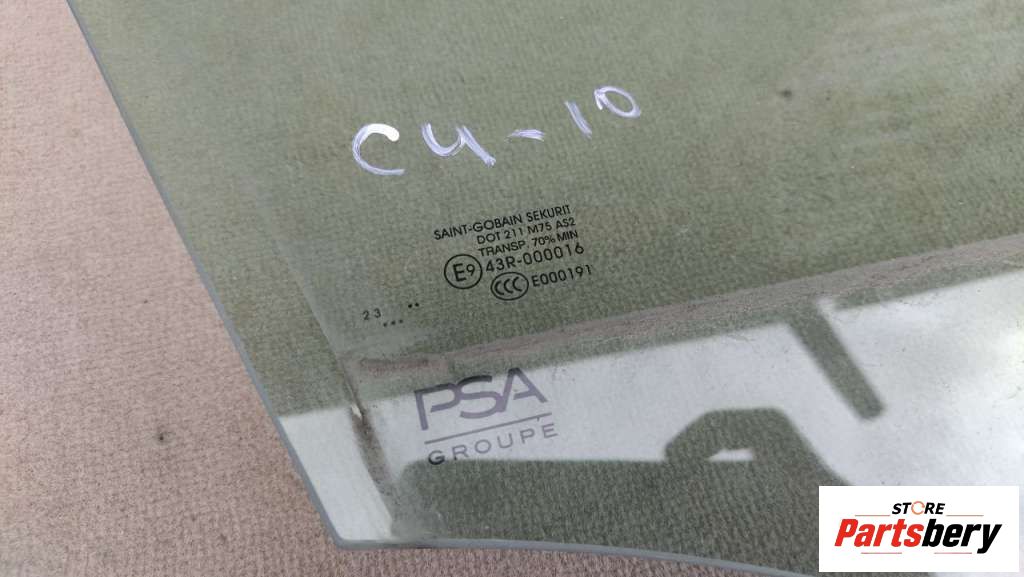 C4-10
SAINT-GOBAIN SEKURIT
DOT 211 M75 AS2
TRANSP. 70% MIN
E9 43R-000016
CCC E000191
23
PSA
GROUPE
STORE
Partsbery